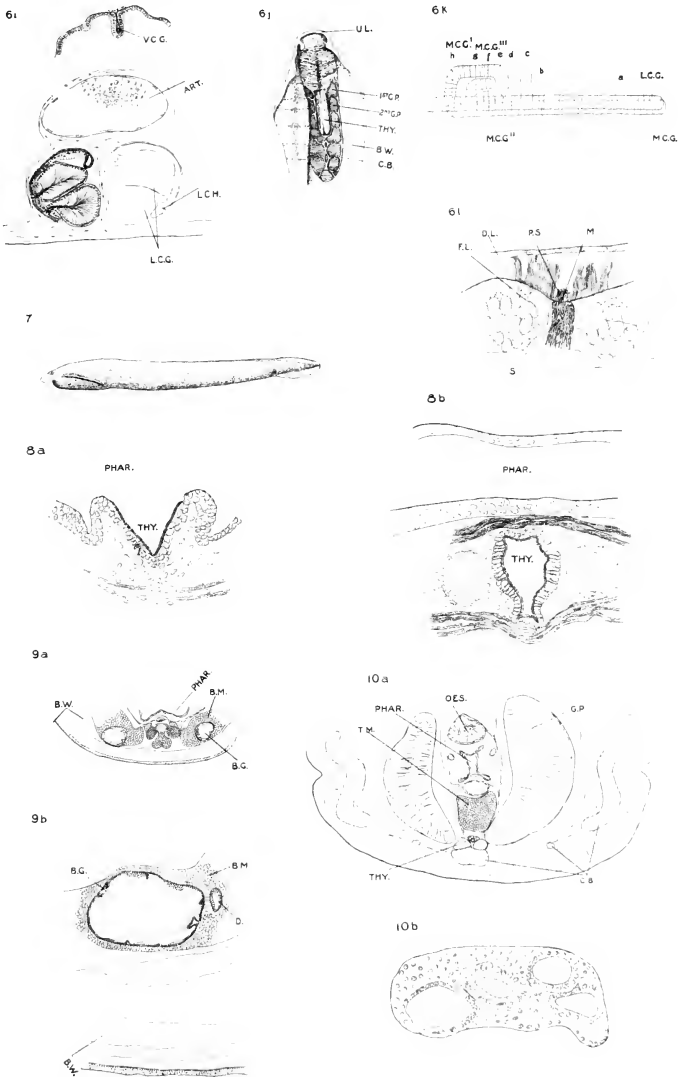 6i
V.C.G.
ART.
L.C.H.
L.C.G.
6j
U.L.
1ST G.P.
2ND G.P.
THY.
B.W.
C.B.
6K
M.C.G.I M.C.G.III
h g f e d c
b
a
L.C.G.
M.C.G.II
M.C.G.
6l
D.L.
P.S
M
F.L.
S
7
8a
PHAR.
THY.
8b
PHAR.
THY.
9a
B.W.
PHAR
B.M.
B.G.
9b
B.G.
B.M
D.
B.W.
10a
OES.
PHAR.
G.P
T.M.
THY.
C.B
10b